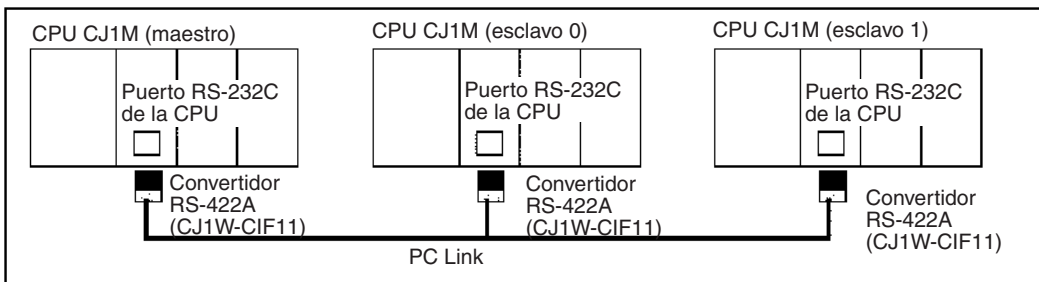 CPU CJ1M (maestro)
CPU CJ1M (esclavo 0)
CPU CJ1M (esclavo 1)
Puerto RS-232C
de la CPU
Puerto RS-232C
de la CPU
Puerto RS-232C
de la CPU
Convertidor
RS-422A
(CJ1W-CIF11)
Convertidor
RS-422A
(CJ1W-CIF11)
Convertidor
RS-422A
(CJ1W-CIF11)
PC Link